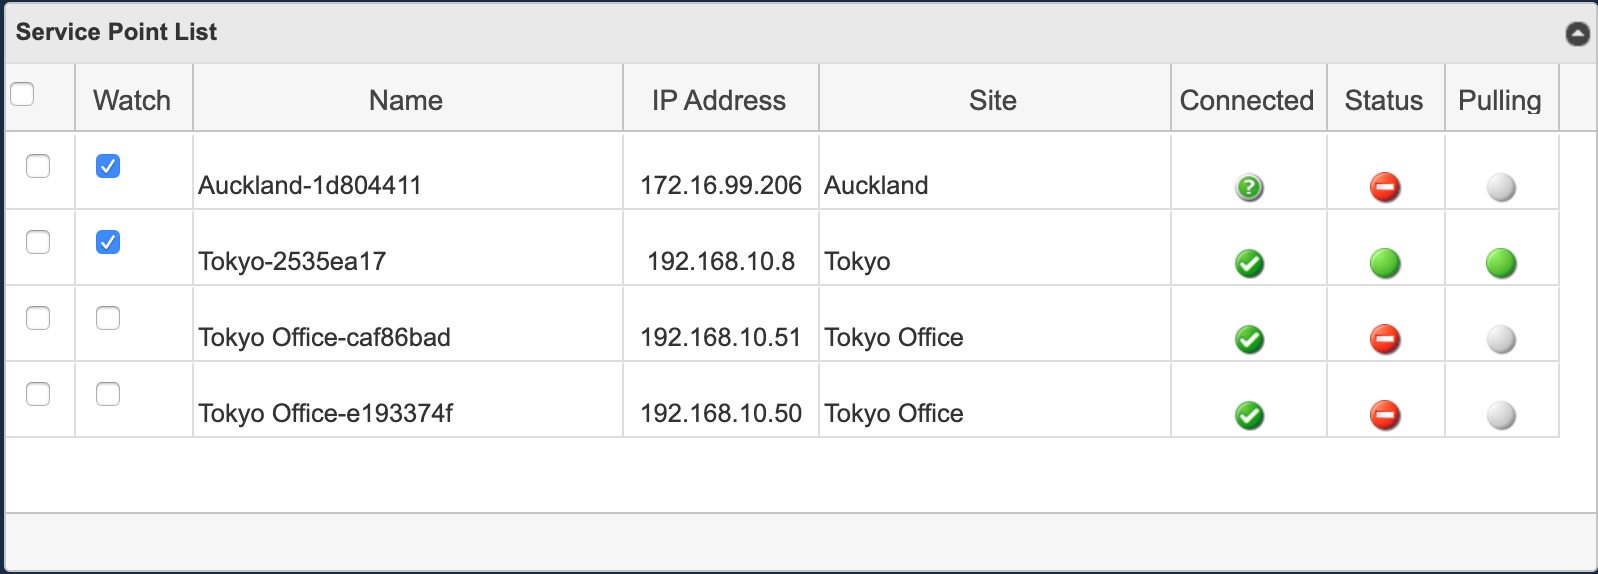 Service Point List
Watch Name IP Address Site Connected Status Pulling
Auckland-1d804411 172.16.99.206 Auckland
Tokyo-2535ea17 192.168.10.8 Tokyo
Tokyo Office-caf86bad 192.168.10.51 Tokyo Office
Tokyo Office-e193374f 192.168.10.50 Tokyo Office